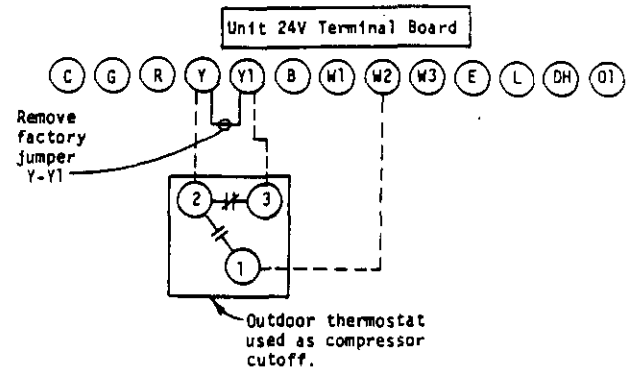 Unit 24V Terminal Board
C G R Y Y1 B W1 W2 W3 E L DH O1
Remove
factory
jumper
Y-Y1
2 3
1
Outdoor thermostat
used as compressor
cutoff.